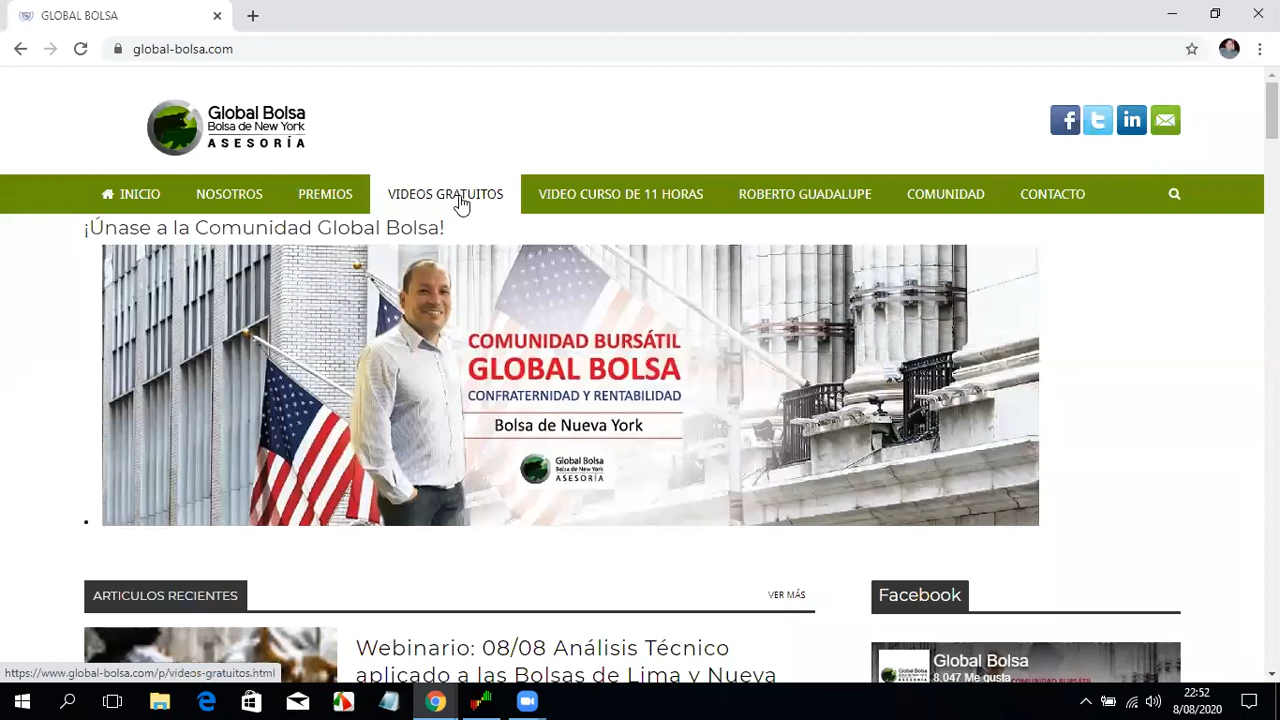 GLOBAL BOLSA
global-bolsa.com
Global Bolsa
Bolsa de New York
ASESORÍA
INICIO NOSOTROS PREMIOS VIDEOS GRATUITOS VIDEO CURSO DE 11 HORAS ROBERTO GUADALUPE COMUNIDAD CONTACTO
¡Únase a la Comunidad Global Bolsa!
COMUNIDAD BURSÁTIL
GLOBAL BOLSA
CONFRATERNIDAD Y RENTABILIDAD
Bolsa de Nueva York
Global Bolsa
Bolsa de New York
ASESORÍA
ARTICULOS RECIENTES VER MÁS
Facebook
Webinario: 08/08 Análisis Técnico
aplicado a las Bolsas de Lima y Nueva
Global Bolsa
8.047 Me gusta
https://www.global-bolsa.com/p/videos-gratuitos.html
22:52
8/08/2020